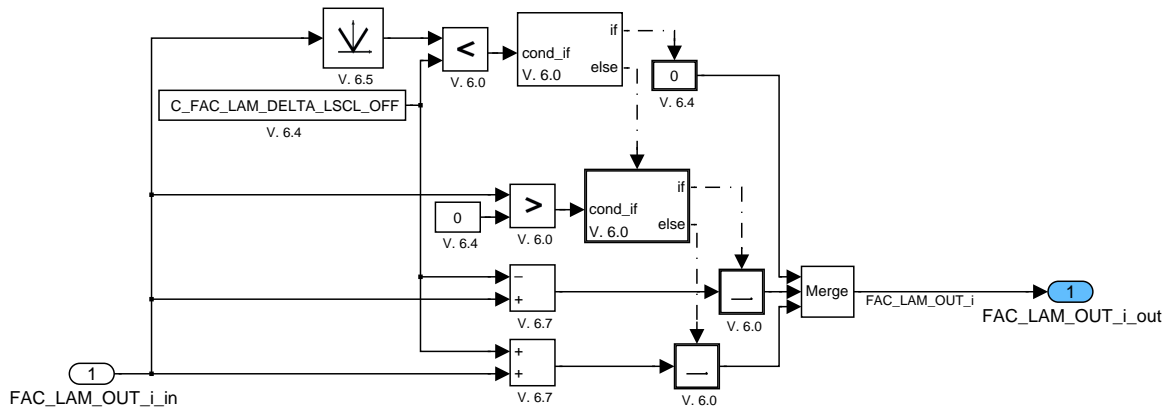 if
cond_if
V. 6.0
else
<
V. 6.5
V. 6.0
0
V. 6.4
C_FAC_LAM_DELTA_LSCL_OFF
V. 6.4
if
cond_if
V. 6.0
else
>
0
V. 6.4
V. 6.0
−
+
V. 6.7
V. 6.0
Merge
FAC_LAM_OUT_i
1
FAC_LAM_OUT_i_out
+
+
V. 6.7
V. 6.0
1
FAC_LAM_OUT_i_in